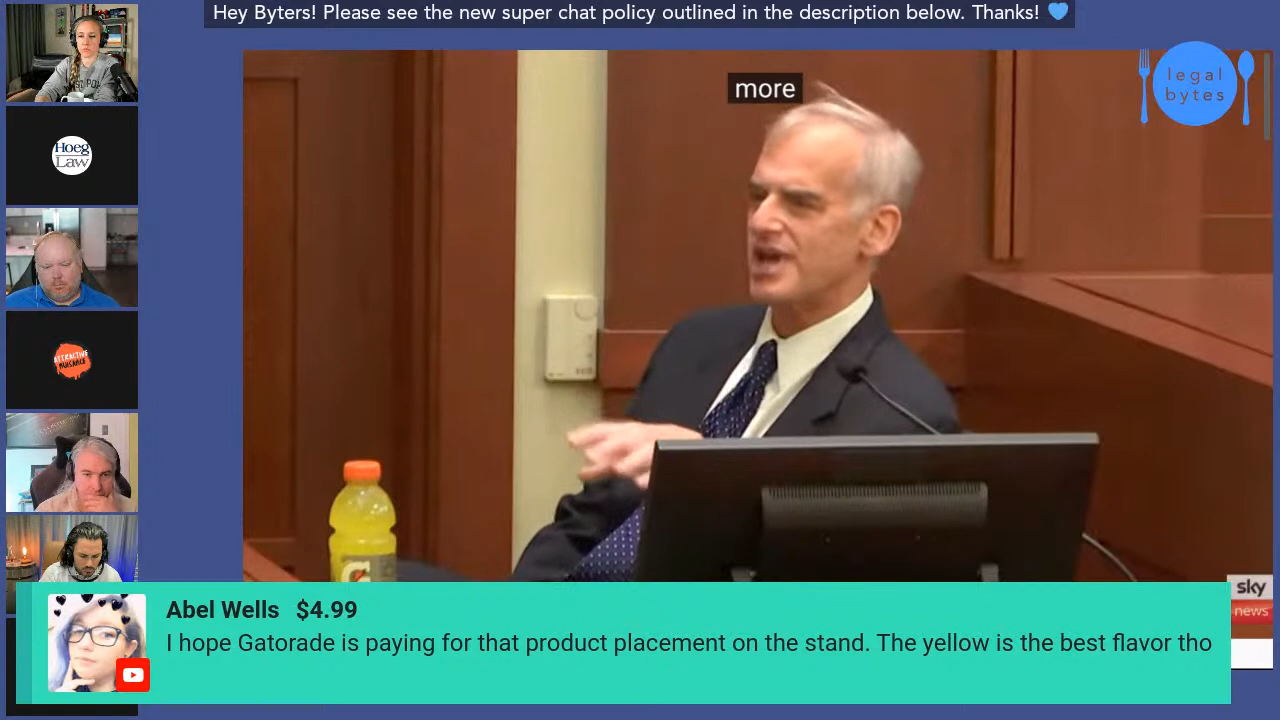 Hey Byters! Please see the new super chat policy outlined in the description below. Thanks! 💙
legal
bytes
more
Hoeg
Law
ATTRACTIVE
NUISANCE
G
sky
news
Abel Wells $4.99
I hope Gatorade is paying for that product placement on the stand. The yellow is the best flavor tho